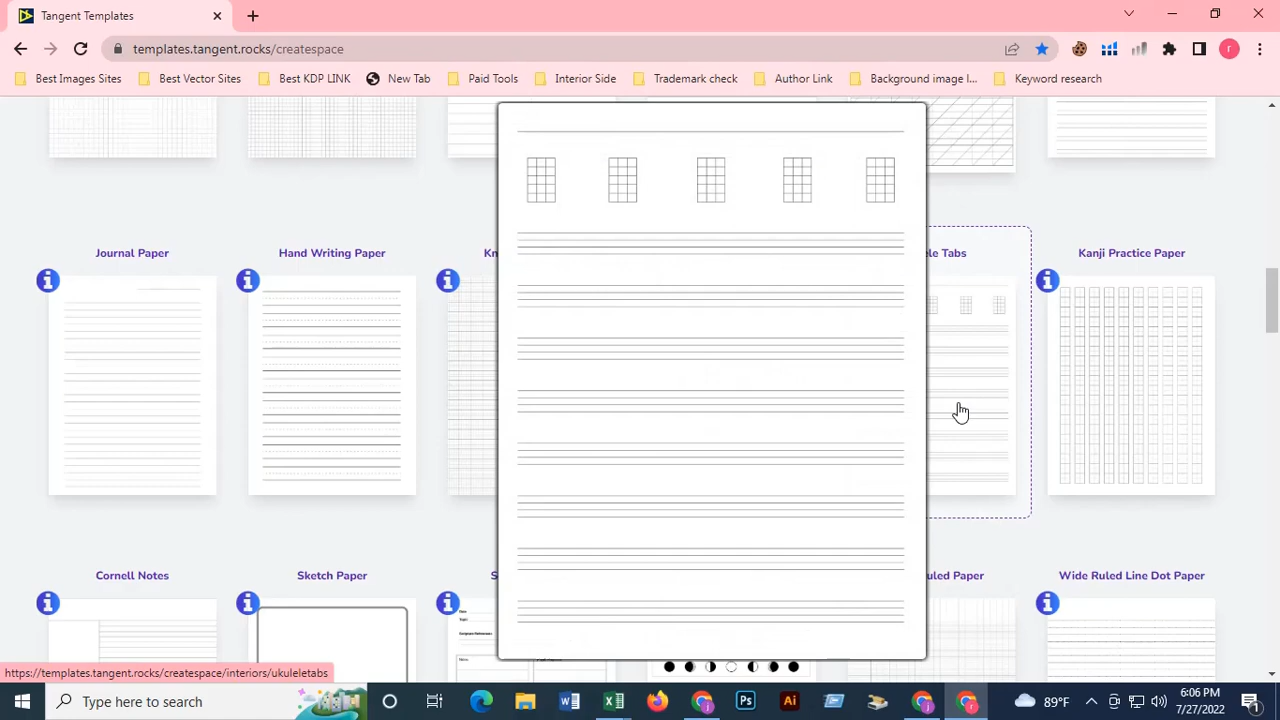 Tangent Templates
templates.tangent.rocks/createspace
r
Best Images Sites
Best Vector Sites
Best KDP LINK
New Tab
Paid Tools
Interior Side
Trademark check
Author Link
Background image l...
Keyword research
Journal Paper
Hand Writing Paper
Kn
ele Tabs
Kanji Practice Paper
Cornell Notes
Sketch Paper
S
uled Paper
Wide Ruled Line Dot Paper
https://templates.tangent.rocks/createspace/interiors/ukuleletabs
Type here to search
89°F
6:06 PM
7/27/2022